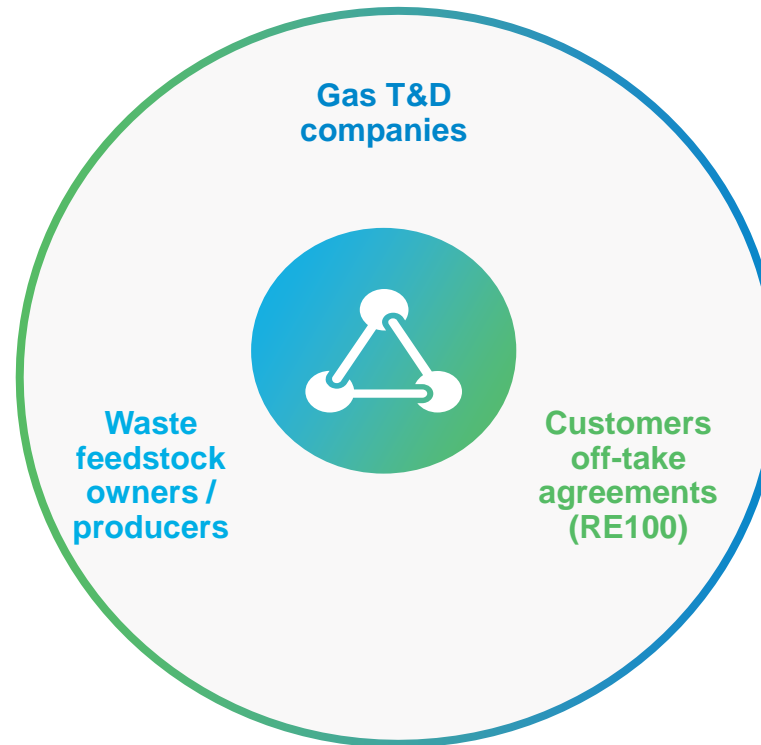 Gas T&D
companies
Waste
feedstock
owners /
producers
Customers
off-take
agreements
(RE100)